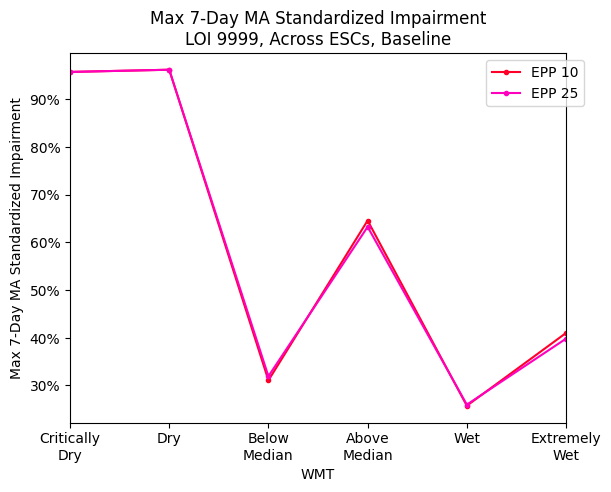 Max 7-Day MA Standardized Impairment
LOI 9999, Across ESCs, Baseline
EPP 10
EPP 25
Max 7-Day MA Standardized Impairment
90%
80%
70%
60%
50%
40%
30%
Critically
Dry
Dry
Below
Median
Above
Median
Wet
Extremely
Wet
WMT